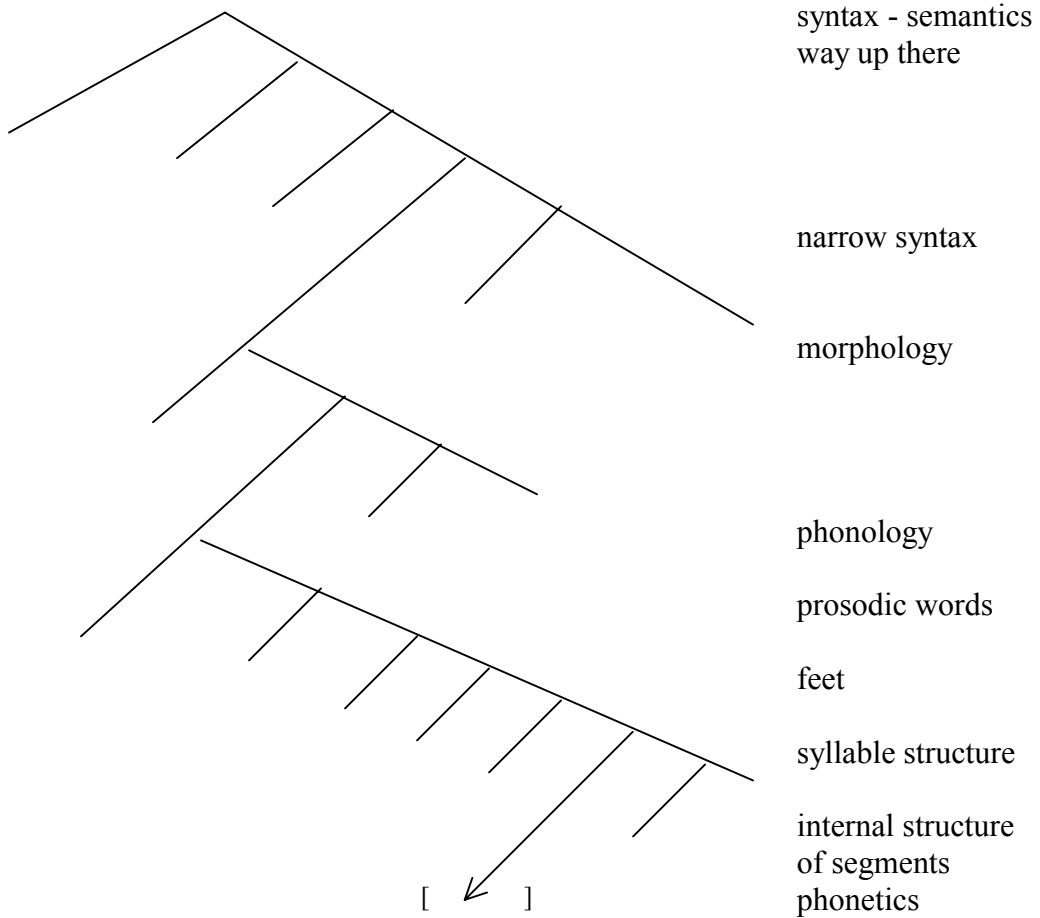 syntax - semantics
way up there
narrow syntax
morphology
phonology
prosodic words
feet
syllable structure
internal structure
of segments
phonetics
[ ]